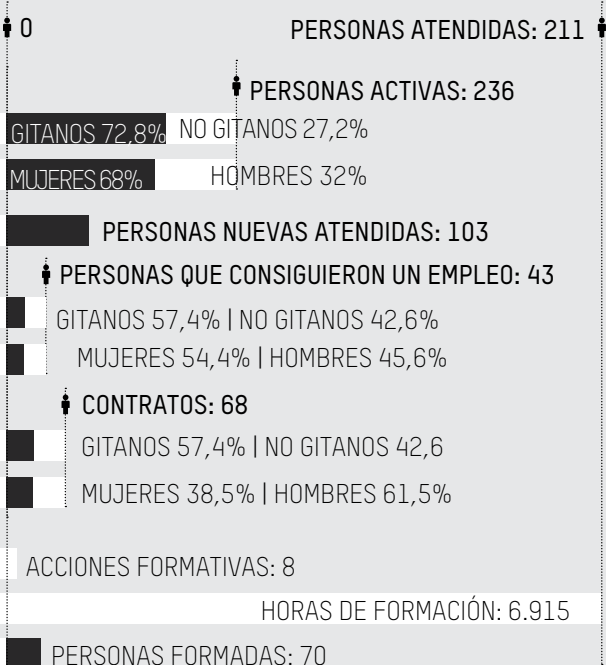 0 PERSONAS ATENDIDAS: 211
PERSONAS ACTIVAS: 236
GITANOS 72,8% NO GITANOS 27,2%
MUJERES 68% HOMBRES 32%
PERSONAS NUEVAS ATENDIDAS: 103
PERSONAS QUE CONSIGUIERON UN EMPLEO: 43
GITANOS 57,4% | NO GITANOS 42,6%
MUJERES 54,4% | HOMBRES 45,6%
CONTRATOS: 68
GITANOS 57,4% | NO GITANOS 42,6
MUJERES 38,5% | HOMBRES 61,5%
ACCIONES FORMATIVAS: 8
HORAS DE FORMACIÓN: 6.915
PERSONAS FORMADAS: 70